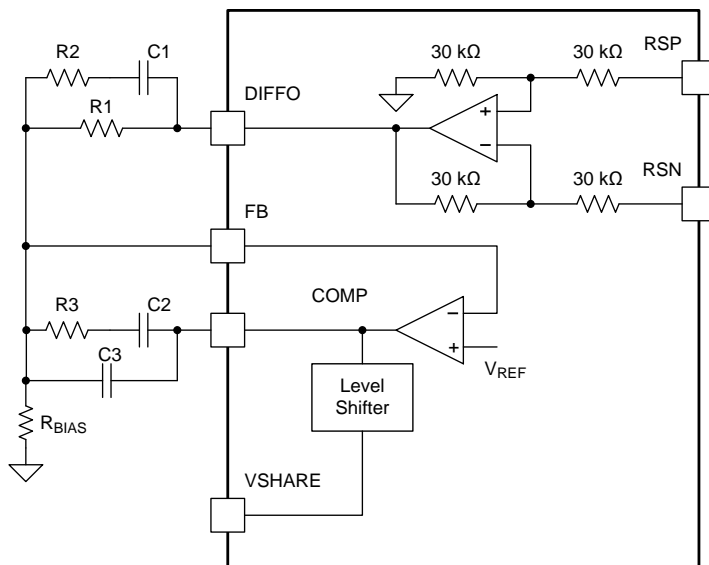 R2
C1
R1
DIFFO
30 kΩ
30 kΩ
RSP
+
−
30 kΩ
30 kΩ
RSN
FB
COMP
R3
C2
C3
−
+
VREF
Level
Shifter
RBIAS
VSHARE